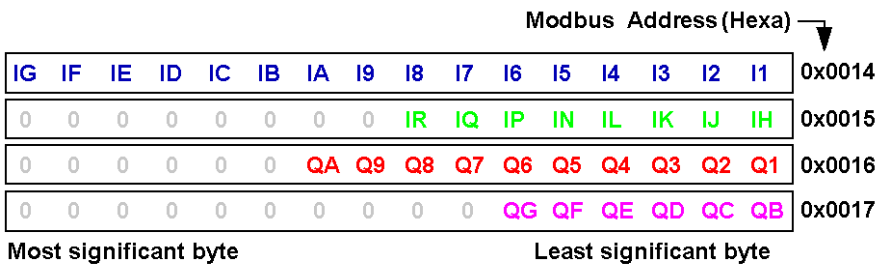 Modbus Address (Hexa)
IG IF IE ID IC IB IA I9 I8 I7 I6 I5 I4 I3 I2 I1 0x0014
0 0 0 0 0 0 0 0 IR IQ IP IN IL IK IJ IH 0x0015
0 0 0 0 0 0 QA Q9 Q8 Q7 Q6 Q5 Q4 Q3 Q2 Q1 0x0016
0 0 0 0 0 0 0 0 0 0 QG QF QE QD QC QB 0x0017
Most significant byte Least significant byte